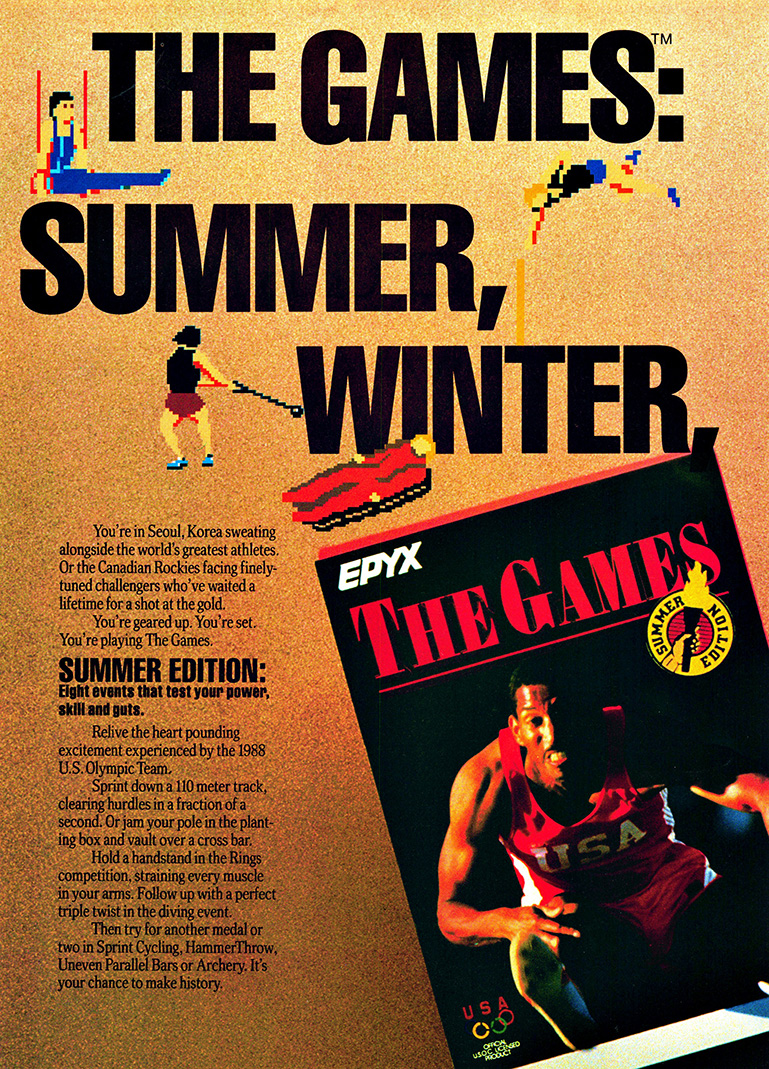 THE GAMES:™
SUMMER,
WINTER,
You're in Seoul, Korea sweating
alongside the world's greatest athletes.
Or the Canadian Rockies facing finely-
tuned challengers who've waited a
lifetime for a shot at the gold.
You're geared up. You're set.
You're playing The Games.
SUMMER EDITION:
Eight events that test your power,
skill and guts.
Relive the heart pounding
excitement experienced by the 1988
U.S. Olympic Team.
Sprint down a 110 meter track,
clearing hurdles in a fraction of a
second. Or jam your pole in the plant-
ing box and vault over a cross bar.
Hold a handstand in the Rings
competition, straining every muscle
in your arms. Follow up with a perfect
triple twist in the diving event.
Then try for another medal or
two in Sprint Cycling, Hammer Throw,
Uneven Parallel Bars or Archery. It's
your chance to make history.
EPYX
THE GAMES
SUMMER
EDITION
USA
USA
OFFICIAL
U.S.O.C. LICENSED
PRODUCT